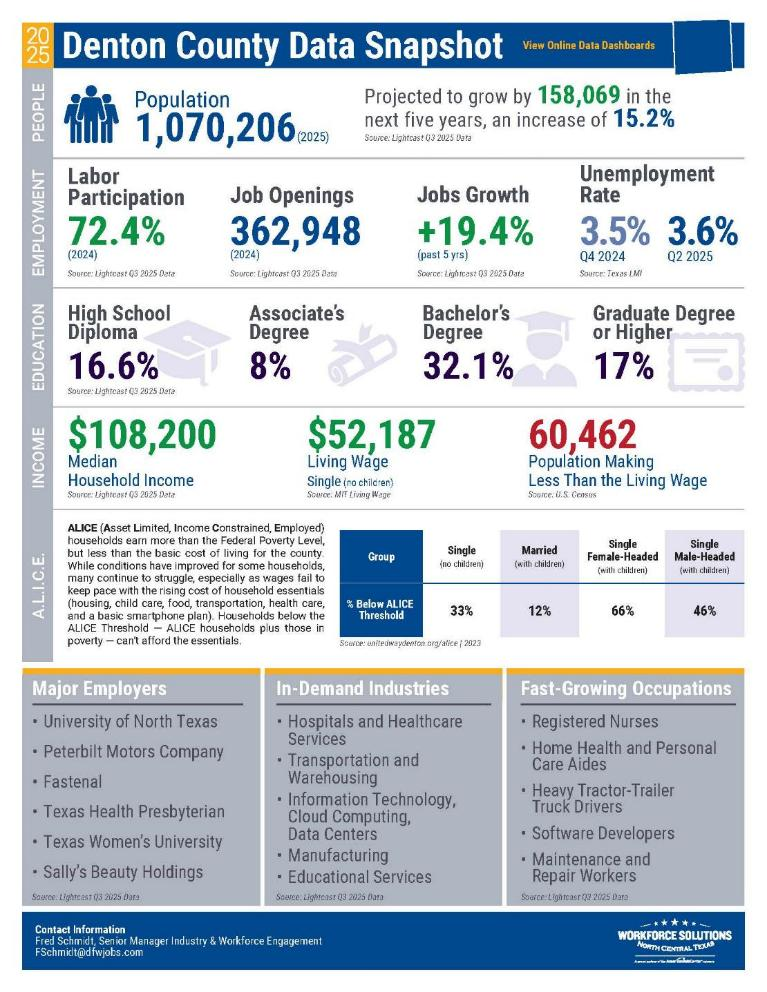 20
25
Denton County Data Snapshot
View Online Data Dashboards
PEOPLE
Population
1,070,206 (2025)
Projected to grow by 158,069 in the
next five years, an increase of 15.2%
Source: Lightcast Q3 2025 Data
EMPLOYMENT
Labor
Participation
72.4%
(2024)
Source: Lightcast Q3 2025 Data
Job Openings
362,948
(2024)
Source: Lightcast Q3 2025 Data
Jobs Growth
+19.4%
(past 5 yrs)
Source: Lightcast Q3 2025 Data
Unemployment
Rate
3.5% 3.6%
Q4 2024 Q2 2025
Source: Texas LMI
EDUCATION
High School
Diploma
16.6%
Source: Lightcast Q3 2025 Data
Associate's
Degree
8%
Bachelor's
Degree
32.1%
Graduate Degree
or Higher
17%
INCOME
$108,200
Median
Household Income
Source: Lightcast Q3 2025 Data
$52,187
Living Wage
Single (no children)
Source: MIT Living Wage
60,462
Population Making
Less Than the Living Wage
Source: U.S. Census
A.L.I.C.E.
ALICE (Asset Limited, Income Constrained, Employed)
households earn more than the Federal Poverty Level,
but less than the basic cost of living for the county.
While conditions have improved for some households,
many continue to struggle, especially as wages fail to
keep pace with the rising cost of household essentials
(housing, child care, food, transportation, health care,
and a basic smartphone plan). Households below the
ALICE Threshold — ALICE households plus those in
poverty — can't afford the essentials.
Group
Single
(no children)
Married
(with children)
Single
Female-Headed
(with children)
Single
Male-Headed
(with children)
% Below ALICE
Threshold
33% 12% 66% 46%
Source: unitedwaydenton.org/alice | 2023
Major Employers
• University of North Texas
• Peterbilt Motors Company
• Fastenal
• Texas Health Presbyterian
• Texas Women's University
• Sally's Beauty Holdings
Source: Lightcast Q3 2025 Data
In-Demand Industries
• Hospitals and Healthcare
Services
• Transportation and
Warehousing
• Information Technology,
Cloud Computing,
Data Centers
• Manufacturing
• Educational Services
Source: Lightcast Q3 2025 Data
Fast-Growing Occupations
• Registered Nurses
• Home Health and Personal
Care Aides
• Heavy Tractor-Trailer
Truck Drivers
• Software Developers
• Maintenance and
Repair Workers
Source: Lightcast Q3 2025 Data
Contact Information
Fred Schmidt, Senior Manager Industry & Workforce Engagement
FSchmidt@dfwjobs.com
WORKFORCE SOLUTIONS
NORTH CENTRAL TEXAS